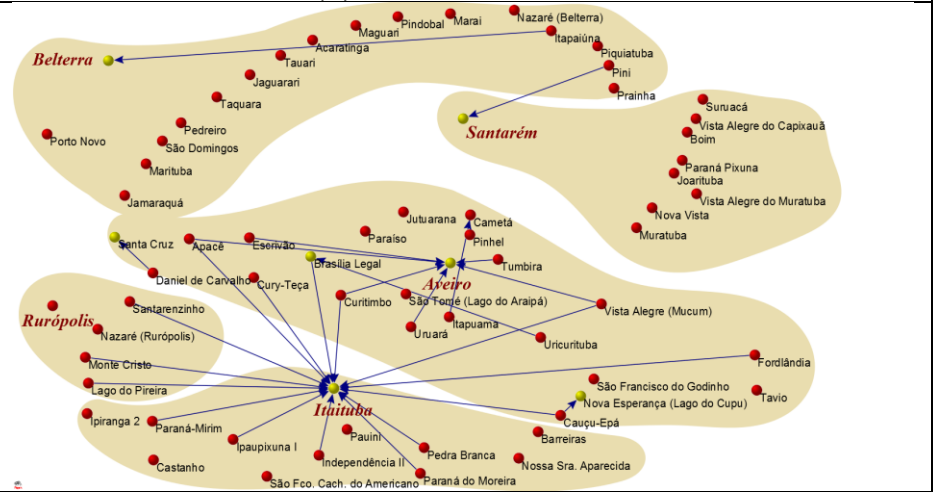 Pindobal
Marai
Nazaré (Belterra)
Maguari
Itapaiúna
Acaratinga
Piquiatuba
Belterra
Tauari
Pini
Jaguarari
Prainha
Taquara
Suruacá
Pedreiro
Santarém
Vista Alegre do Capixauã
Porto Novo
São Domingos
Boim
Marituba
Paraná Pixuna
Joarituba
Jamaraquá
Vista Alegre do Muratuba
Nova Vista
Jutuarana
Cametá
Muratuba
Santa Cruz
Apacê
Escrivão
Paraíso
Pinhel
Brasília Legal
Tumbira
Daniel de Carvalho
Cury-Teça
Aveiro
Curitimbo
São Tomé (Lago do Araipá)
Santarenzinho
Vista Alegre (Mucum)
Rurópolis
Itapuama
Nazaré (Rurópolis)
Uruará
Uricurituba
Monte Cristo
Fordlândia
Lago do Pireira
São Francisco do Godinho
Tavio
Itaituba
Nova Esperança (Lago do Cupu)
Ipiranga 2
Paraná-Mirim
Cauçu-Epá
Pauini
Barreiras
Ipaupixuna I
Pedra Branca
Castanho
Independência II
Nossa Sra. Aparecida
São Fco. Cach. do Americano
Paraná do Moreira